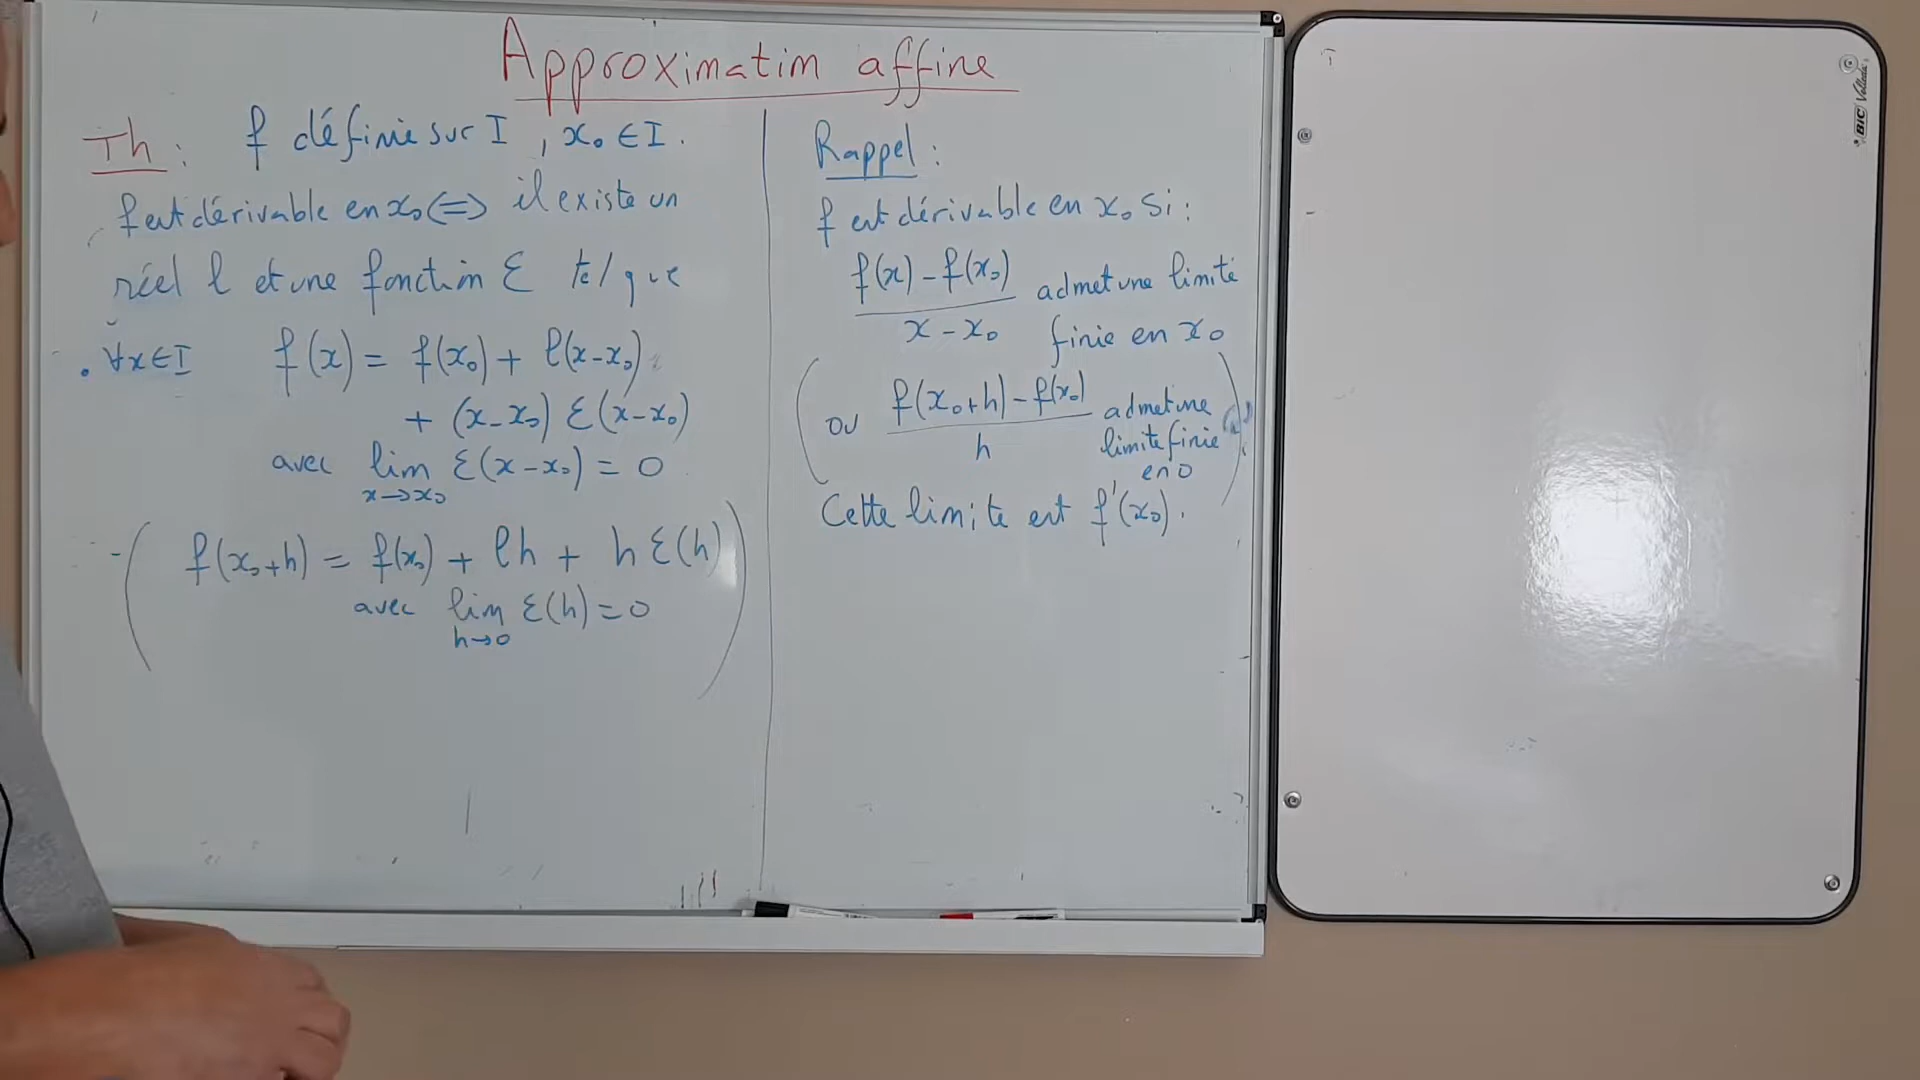 Approximation affine
Th : f définie sur I , x₀ ∈ I.
f est dérivable en x₀ <=> il existe un
réel l et une fonction ε tel que
. ∀x ∈ I f(x) = f(x₀) + l(x-x₀)
+ (x-x₀) ε(x-x₀)
avec lim ε(x-x₀) = 0
x→x₀
( f(x₀+h) = f(x₀) + lh + h ε(h)
avec lim ε(h) = 0 )
h→0
Rappel :
f est dérivable en x₀ si :
f(x) - f(x₀) admet une limite
x - x₀ finie en x₀
( ou f(x₀+h) - f(x₀) admet une
h limite finie
en 0 )
Cette limite est f'(x₀).
BIC Velleda